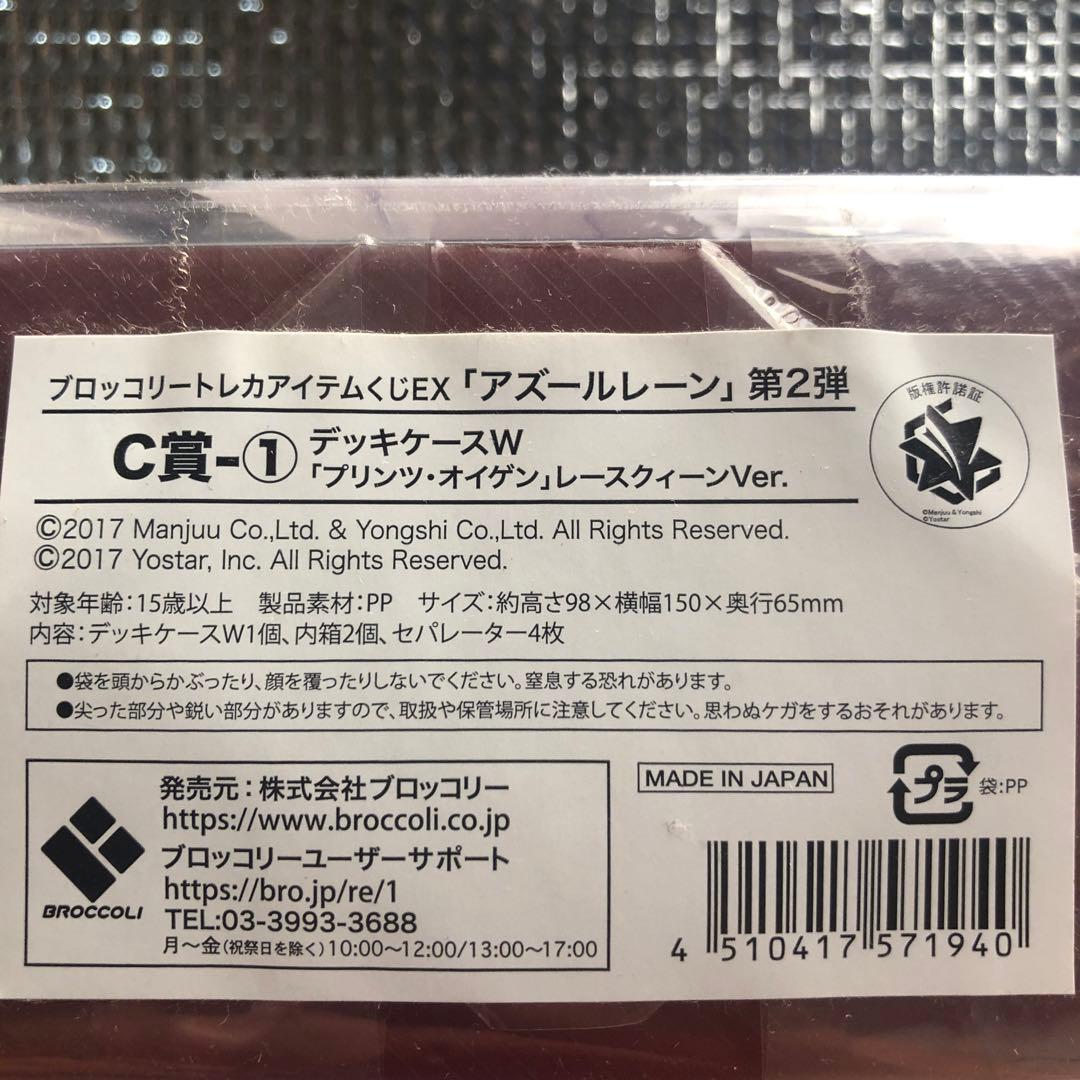 ブロッコリートレカアイテムくじEX「アズールレーン」第2弾
C賞-① デッキケースW
「プリンツ・オイゲン」レースクィーンVer.
版権許諾証
©Manjuu & Yongshi
©Yostar
©2017 Manjuu Co.,Ltd. & Yongshi Co.,Ltd. All Rights Reserved.
©2017 Yostar, Inc. All Rights Reserved.
対象年齢：15歳以上 製品素材：PP サイズ：約高さ98×横幅150×奥行65mm
内容：デッキケースW1個、内箱2個、セパレーター4枚
●袋を頭からかぶったり、顔を覆ったりしないでください。窒息する恐れがあります。
●尖った部分や鋭い部分がありますので、取扱や保管場所に注意してください。思わぬケガをするおそれがあります。
BROCCOLI
発売元：株式会社ブロッコリー
https://www.broccoli.co.jp
ブロッコリーユーザーサポート
https://bro.jp/re/1
TEL:03-3993-3688
月～金（祝祭日を除く）10:00～12:00/13:00～17:00
MADE IN JAPAN
プラ 袋:PP
4 510417 571940